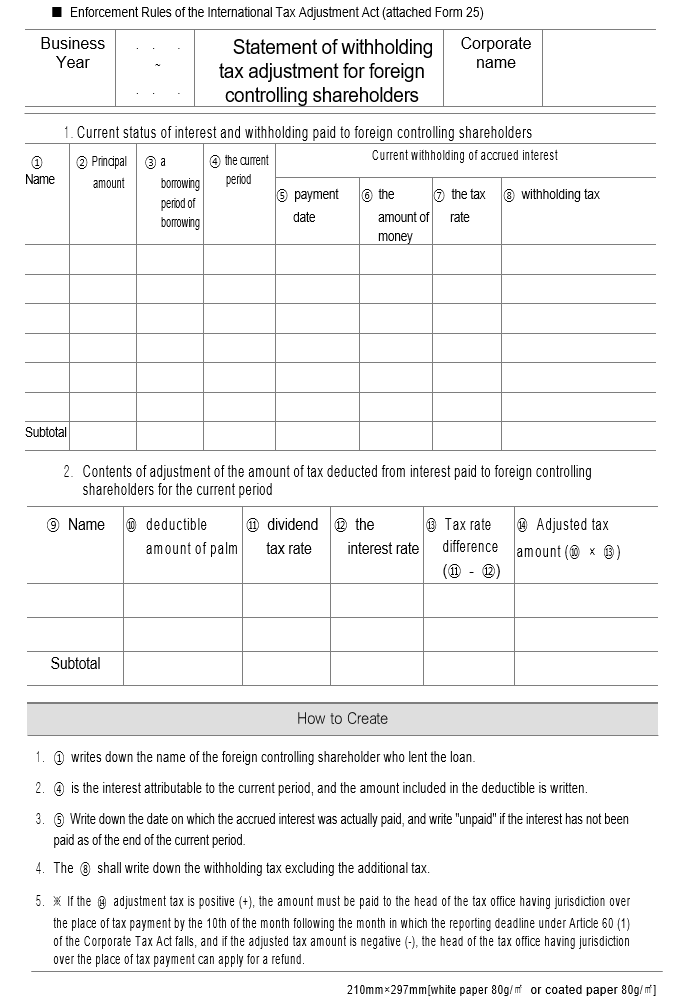 ■ Enforcement Rules of the International Tax Adjustment Act (attached Form 25)
Business Year
. . .
~
. . .
Statement of withholding
tax adjustment for foreign
controlling shareholders
Corporate name
1. Current status of interest and withholding paid to foreign controlling shareholders
① Name
② Principal amount
③ a borrowing period of borrowing
④ the current period
Current withholding of accrued interest
⑤ payment date
⑥ the amount of money
⑦ the tax rate
⑧ withholding tax
Subtotal
2. Contents of adjustment of the amount of tax deducted from interest paid to foreign controlling
shareholders for the current period
⑨ Name
⑩ deductible amount of palm
⑪ dividend tax rate
⑫ the interest rate
⑬ Tax rate difference (⑪ - ⑫)
⑭ Adjusted tax amount (⑩ × ⑬)
Subtotal
How to Create
1. ① writes down the name of the foreign controlling shareholder who lent the loan.
2. ④ is the interest attributable to the current period, and the amount included in the deductible is written.
3. ⑤ Write down the date on which the accrued interest was actually paid, and write "unpaid" if the interest has not been
paid as of the end of the current period.
4. The ⑧ shall write down the withholding tax excluding the additional tax.
5. ※ If the ⑭ adjustment tax is positive (+), the amount must be paid to the head of the tax office having jurisdiction over
the place of tax payment by the 10th of the month following the month in which the reporting deadline under Article 60 (1)
of the Corporate Tax Act falls, and if the adjusted tax amount is negative (-), the head of the tax office having jurisdiction
over the place of tax payment can apply for a refund.
210mm×297mm[white paper 80g/㎡ or coated paper 80g/㎡]